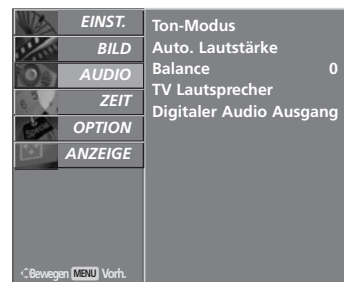 EINST.
BILD
AUDIO
ZEIT
OPTION
ANZEIGE
Bewegen MENU Vorh.
Ton-Modus
Auto. Lautstärke
Balance 0
TV Lautsprecher
Digitaler Audio Ausgang